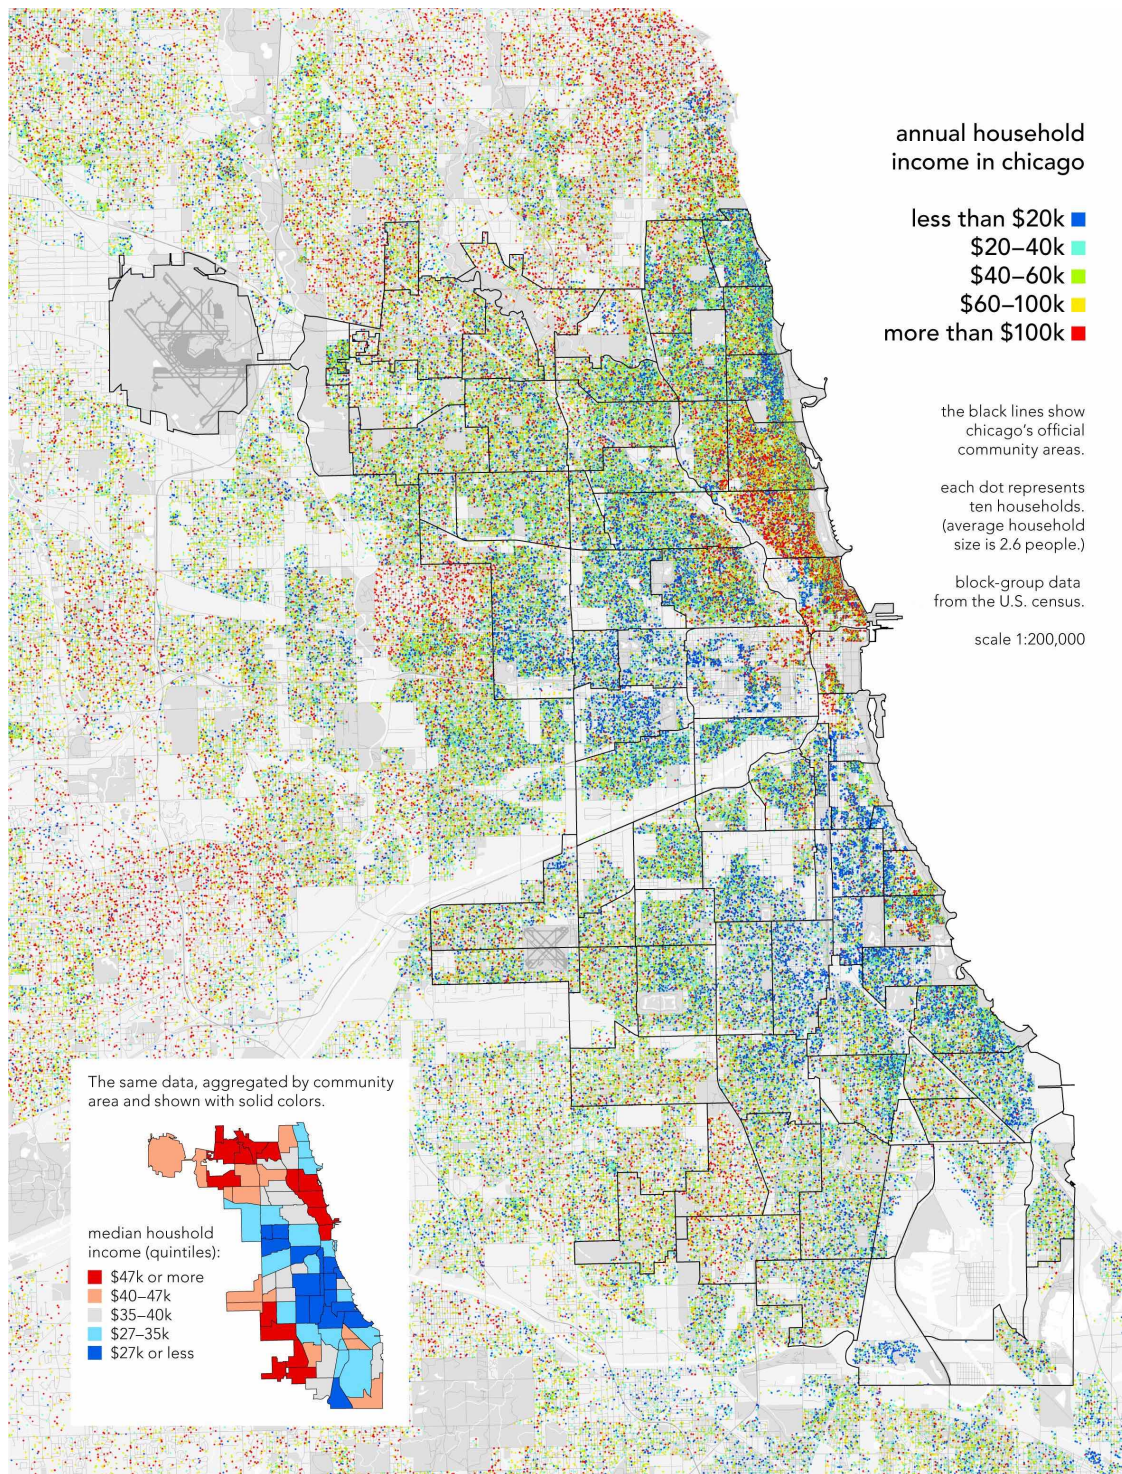 annual household
income in chicago
less than $20k
$20–40k
$40–60k
$60–100k
more than $100k
the black lines show
chicago's official
community areas.
each dot represents
ten households.
(average household
size is 2.6 people.)
block-group data
from the U.S. census.
scale 1:200,000
The same data, aggregated by community
area and shown with solid colors.
median houshold
income (quintiles):
$47k or more
$40–47k
$35–40k
$27–35k
$27k or less